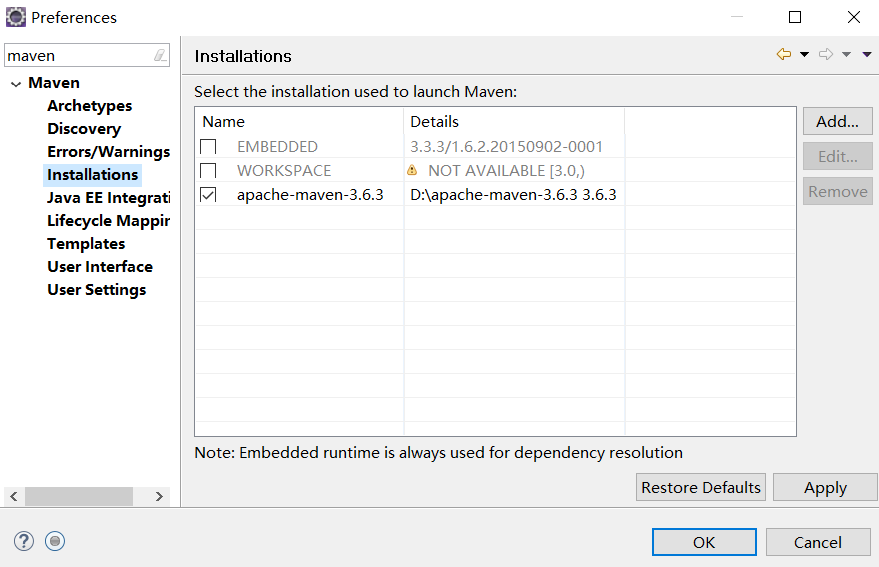 Preferences
maven
Maven
Archetypes
Discovery
Errors/Warnings
Installations
Java EE Integrati
Lifecycle Mappin
Templates
User Interface
User Settings
Installations
Select the installation used to launch Maven:
Name Details
EMBEDDED 3.3.3/1.6.2.20150902-0001
WORKSPACE NOT AVAILABLE [3.0,)
apache-maven-3.6.3 D:\apache-maven-3.6.3 3.6.3
Add...
Edit...
Remove
Note: Embedded runtime is always used for dependency resolution
Restore Defaults Apply
OK Cancel